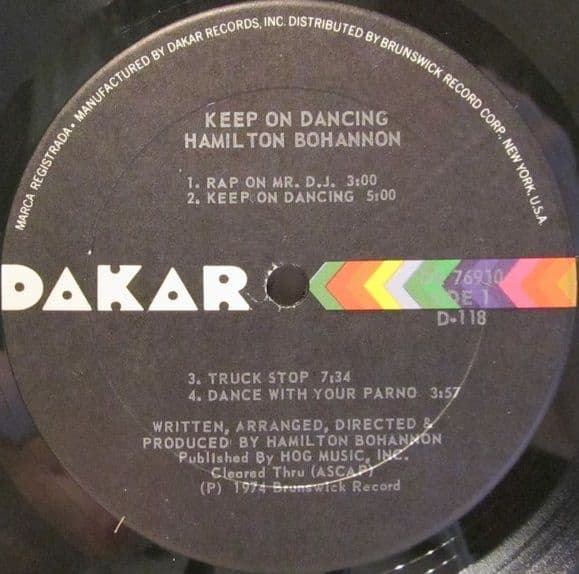 MARCA REGISTRADA • MANUFACTURED BY DAKAR RECORDS, INC. DISTRIBUTED BY BRUNSWICK RECORD CORP., NEW YORK, U.S.A.
KEEP ON DANCING
HAMILTON BOHANNON
1. RAP ON MR. D.J. 3:00
2. KEEP ON DANCING 5:00
DAKAR
76910
1
D-118
3. TRUCK STOP 7:34
4. DANCE WITH YOUR PARNO 3:57
WRITTEN, ARRANGED, DIRECTED &
PRODUCED BY HAMILTON BOHANNON
Published By HOG MUSIC, INC.
Cleared Thru (ASCAP)
(P) 1974 Brunswick Record